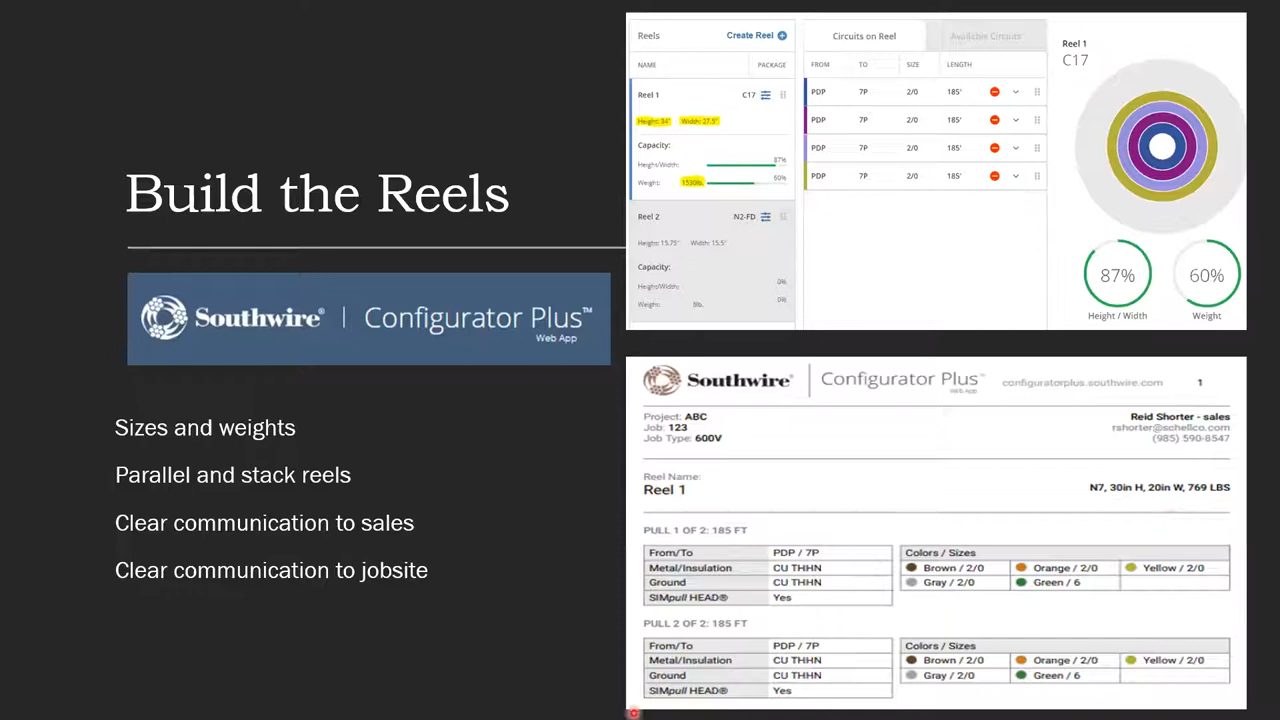 Build the Reels
Southwire® | Configurator Plus™
Web App
Sizes and weights
Parallel and stack reels
Clear communication to sales
Clear communication to jobsite
Reels Create Reel
NAME PACKAGE
Reel 1 C17
Height: 34" Width: 27.5"
Capacity:
Height/Width: 87%
Weight: 1530lb. 60%
Reel 2 N2-FD
Height: 15.75" Width: 15.5"
Capacity:
Height/Width: 0%
Weight: 0%
Circuits on Reel Available Circuits
FROM TO SIZE LENGTH
PDP 7P 2/0 185'
PDP 7P 2/0 185'
PDP 7P 2/0 185'
PDP 7P 2/0 185'
Reel 1
C17
87% 60%
Height / Width Weight
Southwire® | Configurator Plus™ configuratorplus.southwire.com 1
Web App
Project: ABC Reid Shorter - sales
Job: 123 rshorter@schellco.com
Job Type: 600V (985) 590-8547
Reel Name:
Reel 1 N7, 30in H, 20in W, 769 LBS
PULL 1 OF 2: 185 FT
From/To PDP / 7P Colors / Sizes
Metal/Insulation CU THHN Brown / 2/0 Orange / 2/0 Yellow / 2/0
Ground CU THHN Gray / 2/0 Green / 6
SIMpull HEAD® Yes
PULL 2 OF 2: 185 FT
From/To PDP / 7P Colors / Sizes
Metal/Insulation CU THHN Brown / 2/0 Orange / 2/0 Yellow / 2/0
Ground CU THHN Gray / 2/0 Green / 6
SIMpull HEAD® Yes